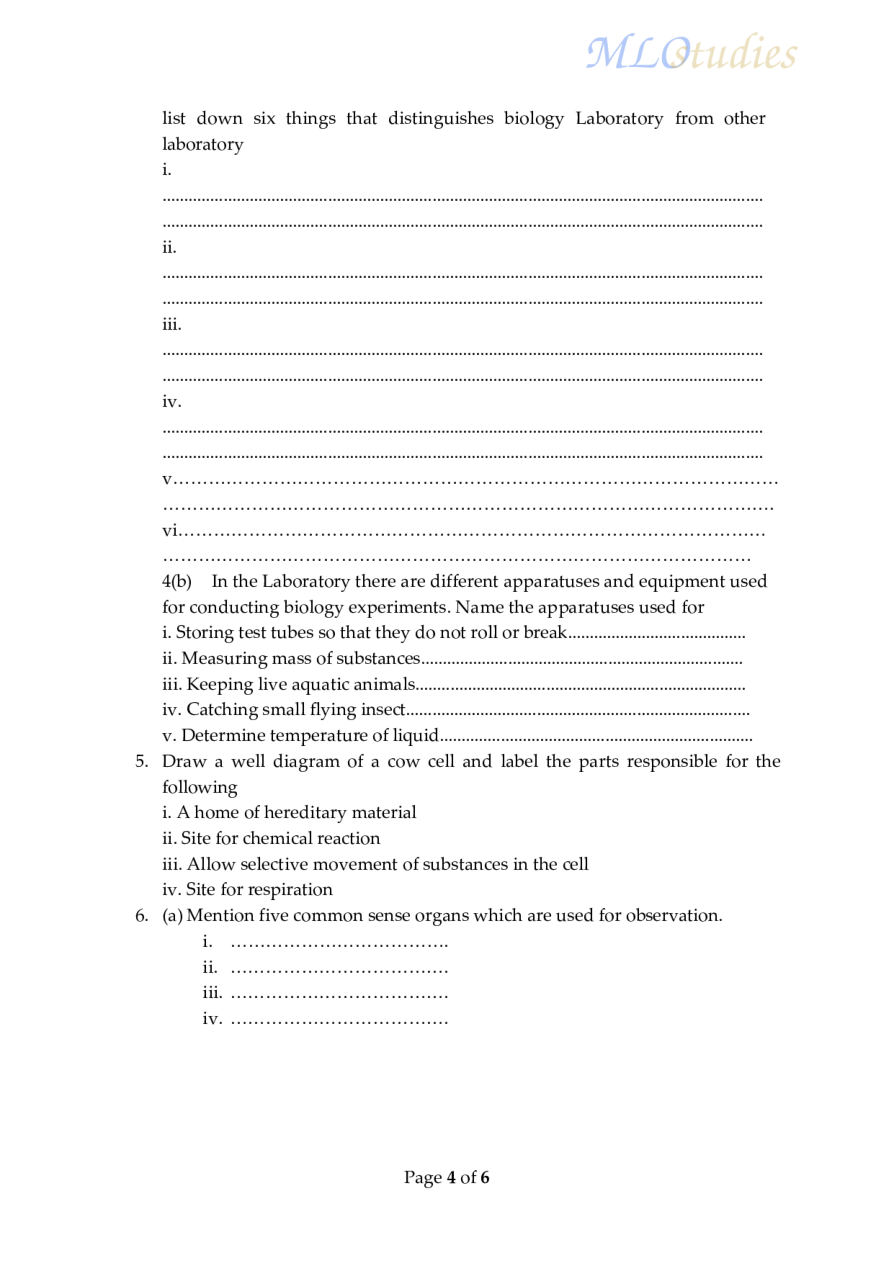 MLOstudies
list down six things that distinguishes biology Laboratory from other
laboratory
i.
..........................................................................................................................................
..........................................................................................................................................
ii.
..........................................................................................................................................
..........................................................................................................................................
iii.
..........................................................................................................................................
..........................................................................................................................................
iv.
..........................................................................................................................................
..........................................................................................................................................
v…………………………………………………………………………………………
…………………………………………………………………………………………
vi………………………………………………………………………………………
………………………………………………………………………………………
4(b) In the Laboratory there are different apparatuses and equipment used
for conducting biology experiments. Name the apparatuses used for
i. Storing test tubes so that they do not roll or break.........................................
ii. Measuring mass of substances..........................................................................
iii. Keeping live aquatic animals............................................................................
iv. Catching small flying insect...............................................................................
v. Determine temperature of liquid........................................................................
5. Draw a well diagram of a cow cell and label the parts responsible for the
following
i. A home of hereditary material
ii. Site for chemical reaction
iii. Allow selective movement of substances in the cell
iv. Site for respiration
6. (a) Mention five common sense organs which are used for observation.
i. ……………………………….
ii. ………………………………
iii. ………………………………
iv. ………………………………
Page 4 of 6